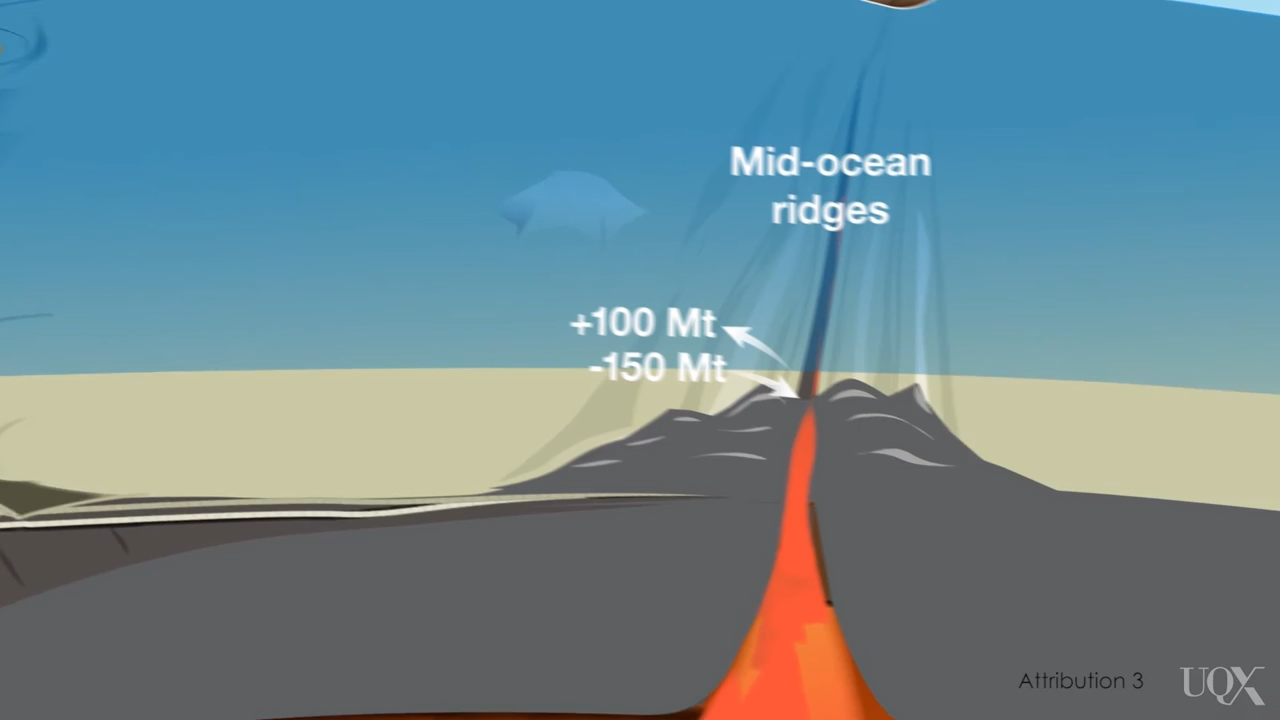 Mid-ocean
ridges
+100 Mt
-150 Mt
Attribution 3
UQX